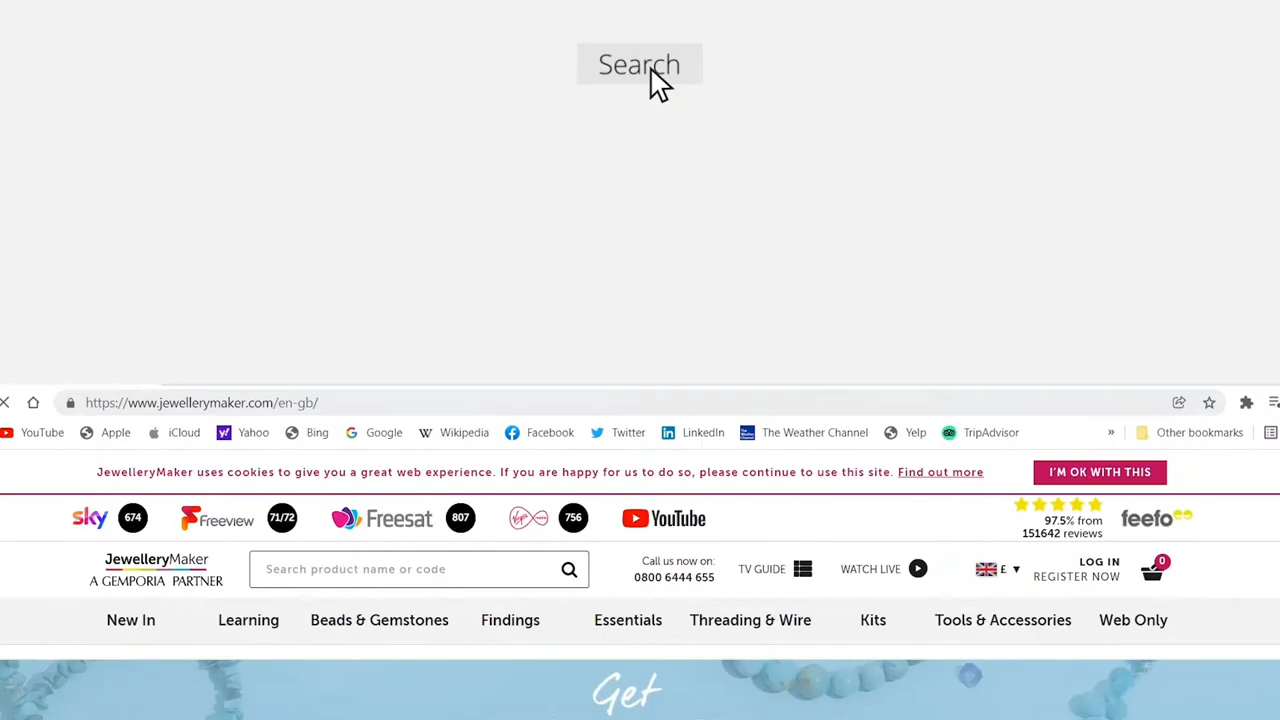 Search
https://www.jewellerymaker.com/en-gb/
YouTube Apple iCloud Yahoo Bing Google Wikipedia Facebook Twitter LinkedIn The Weather Channel Yelp TripAdvisor » Other bookmarks
JewelleryMaker uses cookies to give you a great web experience. If you are happy for us to do so, please continue to use this site. Find out more I'M OK WITH THIS
sky 674 Freeview 71/72 Freesat 807 Virgin media 756 YouTube
97.5% from
151642 reviews
feefo
JewelleryMaker
A GEMPORIA PARTNER
Search product name or code
Call us now on:
0800 6444 655
TV GUIDE
WATCH LIVE
£ ▼
LOG IN
REGISTER NOW
0
New In Learning Beads & Gemstones Findings Essentials Threading & Wire Kits Tools & Accessories Web Only
Get